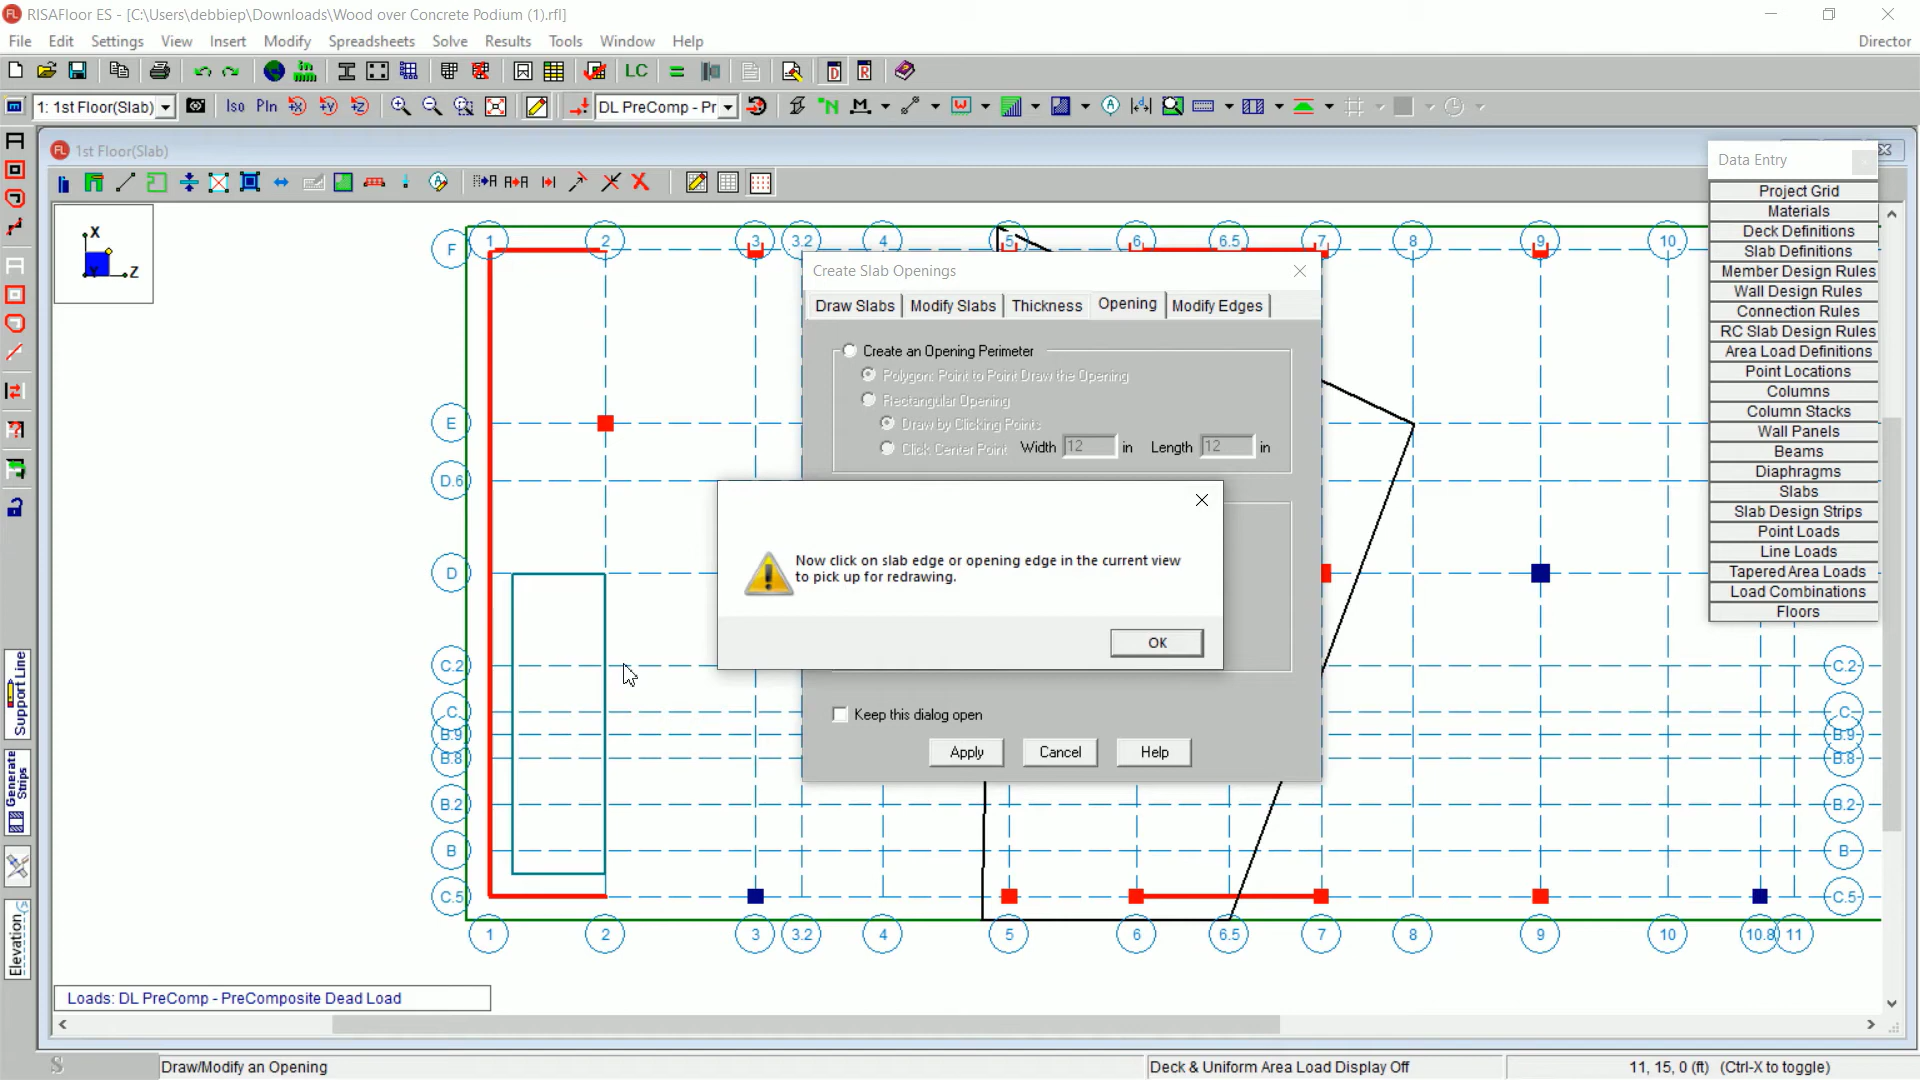 RISAFloor ES - [C:\Users\debbiep\Downloads\Wood over Concrete Podium (1).rfl]
File Edit Settings View Insert Modify Spreadsheets Solve Results Tools Window Help Director
LC D R
1: 1st Floor(Slab) Iso Pln DL PreComp - Pr
1st Floor(Slab)
Data Entry
Project Grid
Materials
Deck Definitions
Slab Definitions
Member Design Rules
Wall Design Rules
Connection Rules
RC Slab Design Rules
Area Load Definitions
Point Locations
Columns
Column Stacks
Wall Panels
Beams
Diaphragms
Slabs
Slab Design Strips
Point Loads
Line Loads
Tapered Area Loads
Load Combinations
Floors
X
Y Z
1 2 3 3.2 4 5 6 6.5 7 8 9 10
F
E
D.6
D
C.2
C
B.9
B.8
B.2
B
C.5
Create Slab Openings
Draw Slabs Modify Slabs Thickness Opening Modify Edges
Create an Opening Perimeter
Polygon: Point to Point Draw the Opening
Rectangular Opening
Draw by Clicking Points
Click Center Point Width 12 in Length 12 in
Now click on slab edge or opening edge in the current view
to pick up for redrawing.
OK
Keep this dialog open
Apply Cancel Help
C.2
C
B.9
B.8
B.2
B
C.5
1 2 3 3.2 4 5 6 6.5 7 8 9 10 10.8 11
Support Line
Generate
Strips
Elevation
Loads: DL PreComp - PreComposite Dead Load
S Draw/Modify an Opening Deck & Uniform Area Load Display Off 11, 15, 0 (ft) (Ctrl-X to toggle)